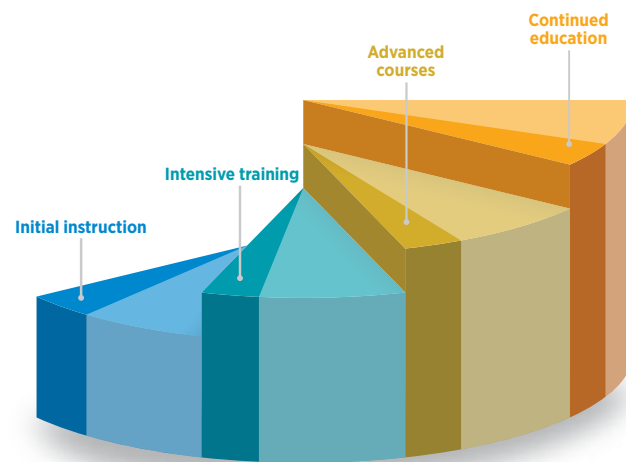 Continued
education
Advanced
courses
Intensive training
Initial instruction